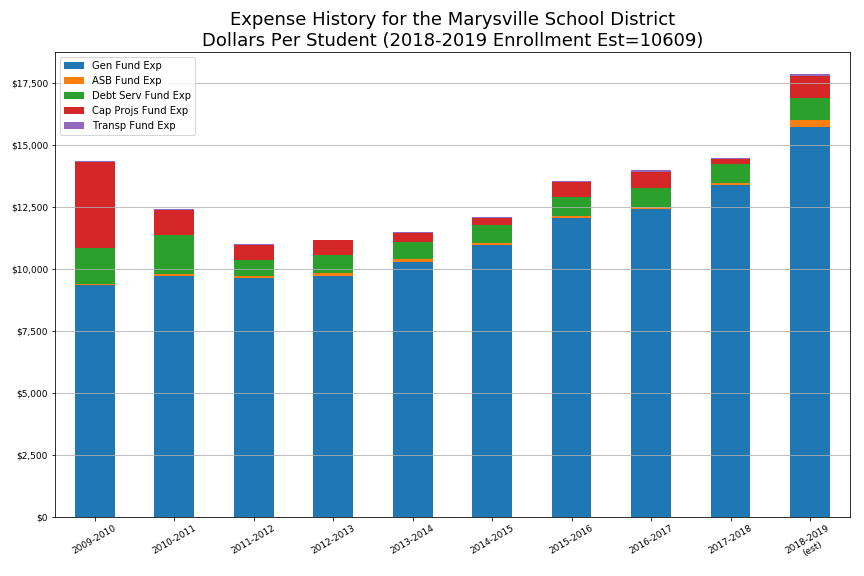 Expense History for the Marysville School District
Dollars Per Student (2018-2019 Enrollment Est=10609)
Gen Fund Exp
ASB Fund Exp
Debt Serv Fund Exp
Cap Projs Fund Exp
Transp Fund Exp
$17,500
$15,000
$12,500
$10,000
$7,500
$5,000
$2,500
$0
2009-2010
2010-2011
2011-2012
2012-2013
2013-2014
2014-2015
2015-2016
2016-2017
2017-2018
2018-2019
(est)